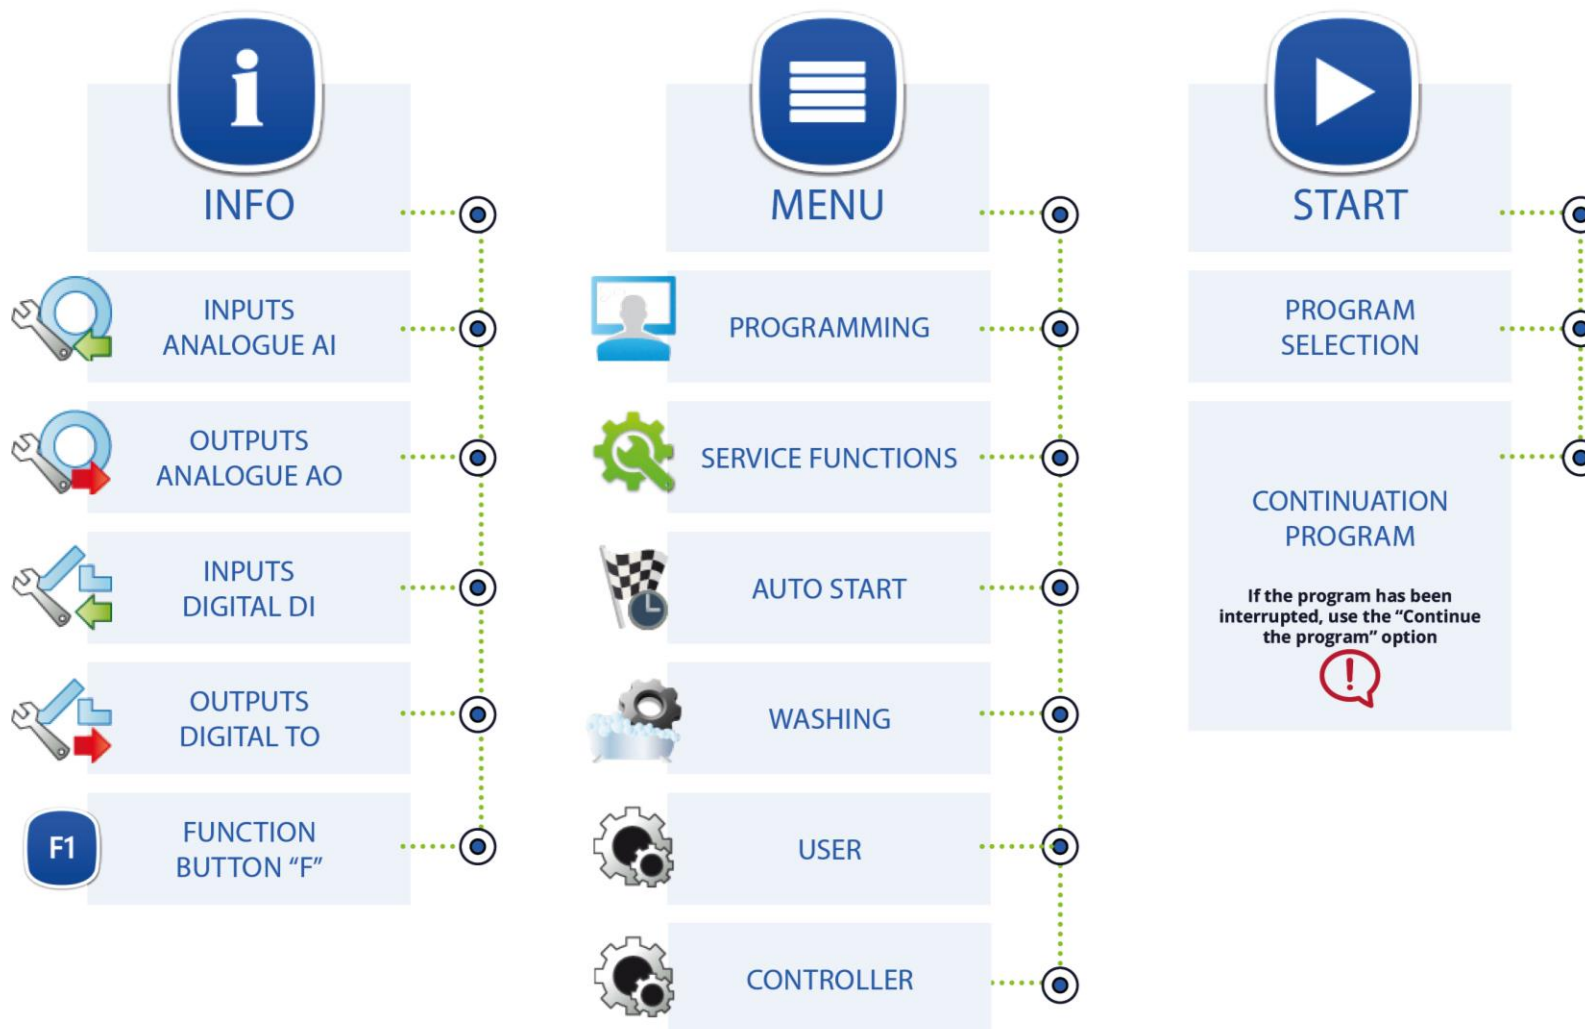 INFO
INPUTS
ANALOGUE AI
OUTPUTS
ANALOGUE AO
INPUTS
DIGITAL DI
OUTPUTS
DIGITAL TO
F1
FUNCTION
BUTTON “F”
MENU
PROGRAMMING
SERVICE FUNCTIONS
AUTO START
WASHING
USER
CONTROLLER
START
PROGRAM
SELECTION
CONTINUATION
PROGRAM
If the program has been
interrupted, use the “Continue
the program” option